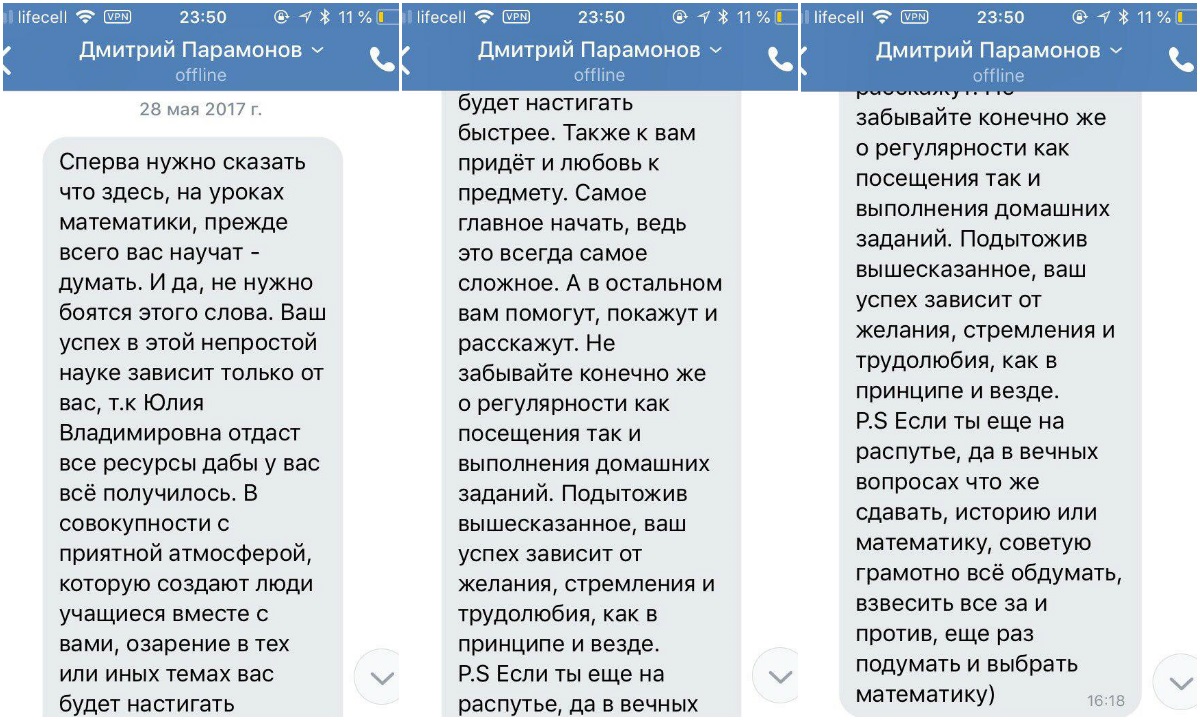 lifecell VPN 23:50 11 %
Дмитрий Парамонов
offline
28 мая 2017 г.
Сперва нужно сказать
что здесь, на уроках
математики, прежде
всего вас научат -
думать. И да, не нужно
боятся этого слова. Ваш
успех в этой непростой
науке зависит только от
вас, т.к Юлия
Владимировна отдаст
все ресурсы дабы у вас
всё получилось. В
совокупности с
приятной атмосферой,
которую создают люди
учащиеся вместе с
вами, озарение в тех
или иных темах вас
будет настигать
lifecell VPN 23:50 11 %
Дмитрий Парамонов
offline
будет настигать
быстрее. Также к вам
придёт и любовь к
предмету. Самое
главное начать, ведь
это всегда самое
сложное. А в остальном
вам помогут, покажут и
расскажут. Не
забывайте конечно же
о регулярности как
посещения так и
выполнения домашних
заданий. Подытожив
вышесказанное, ваш
успех зависит от
желания, стремления и
трудолюбия, как в
принципе и везде.
P.S Если ты еще на
распутье, да в вечных
lifecell VPN 23:50 11 %
Дмитрий Парамонов
offline
расскажут. Не
забывайте конечно же
о регулярности как
посещения так и
выполнения домашних
заданий. Подытожив
вышесказанное, ваш
успех зависит от
желания, стремления и
трудолюбия, как в
принципе и везде.
P.S Если ты еще на
распутье, да в вечных
вопросах что же
сдавать, историю или
математику, советую
грамотно всё обдумать,
взвесить все за и
против, еще раз
подумать и выбрать
математику)
16:18